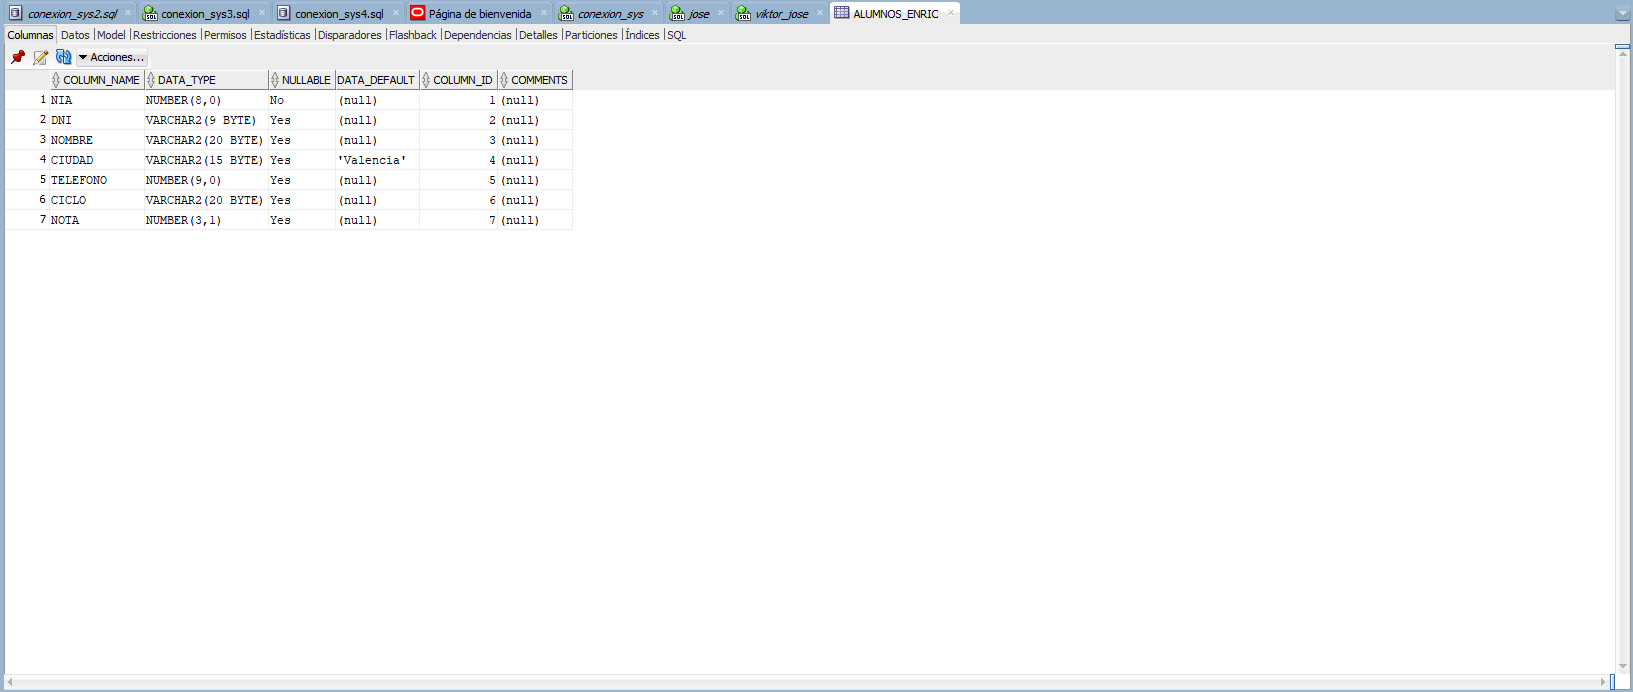 conexion_sys2.sql conexion_sys3.sql conexion_sys4.sql Página de bienvenida conexion_sys jose viktor_jose ALUMNOS_ENRIC
Columnas Datos Model Restricciones Permisos Estadísticas Disparadores Flashback Dependencias Detalles Particiones Índices SQL
Acciones...
COLUMN_NAME DATA_TYPE NULLABLE DATA_DEFAULT COLUMN_ID COMMENTS
1 NIA NUMBER(8,0) No (null) 1 (null)
2 DNI VARCHAR2(9 BYTE) Yes (null) 2 (null)
3 NOMBRE VARCHAR2(20 BYTE) Yes (null) 3 (null)
4 CIUDAD VARCHAR2(15 BYTE) Yes 'Valencia' 4 (null)
5 TELEFONO NUMBER(9,0) Yes (null) 5 (null)
6 CICLO VARCHAR2(20 BYTE) Yes (null) 6 (null)
7 NOTA NUMBER(3,1) Yes (null) 7 (null)